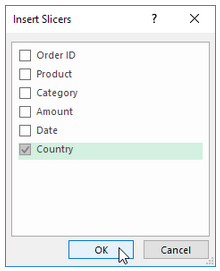 Insert Slicers
?
Order ID
Product
Category
Amount
Date
Country
OK
Cancel